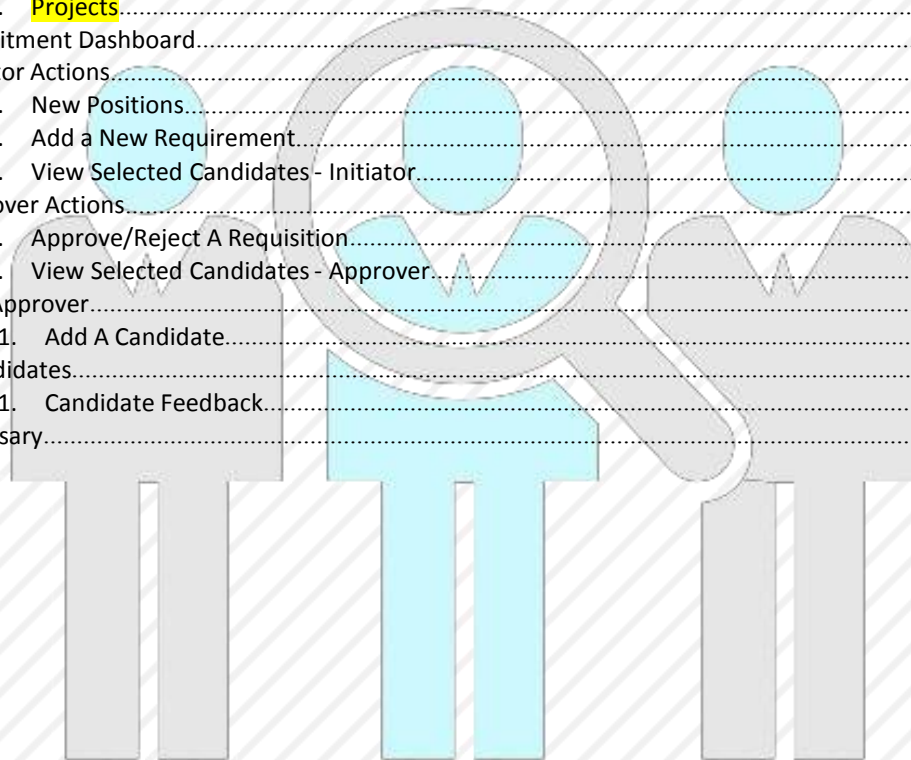 . Projects........................................
itment Dashboard........................................
tor Actions........................................
. New Positions........................................
. Add a New Requirement........................................
. View Selected Candidates - Initiator........................................
over Actions........................................
. Approve/Reject A Requisition........................................
. View Selected Candidates - Approver........................................
Approver........................................
1. Add A Candidate........................................
didates........................................
1. Candidate Feedback........................................
sary........................................